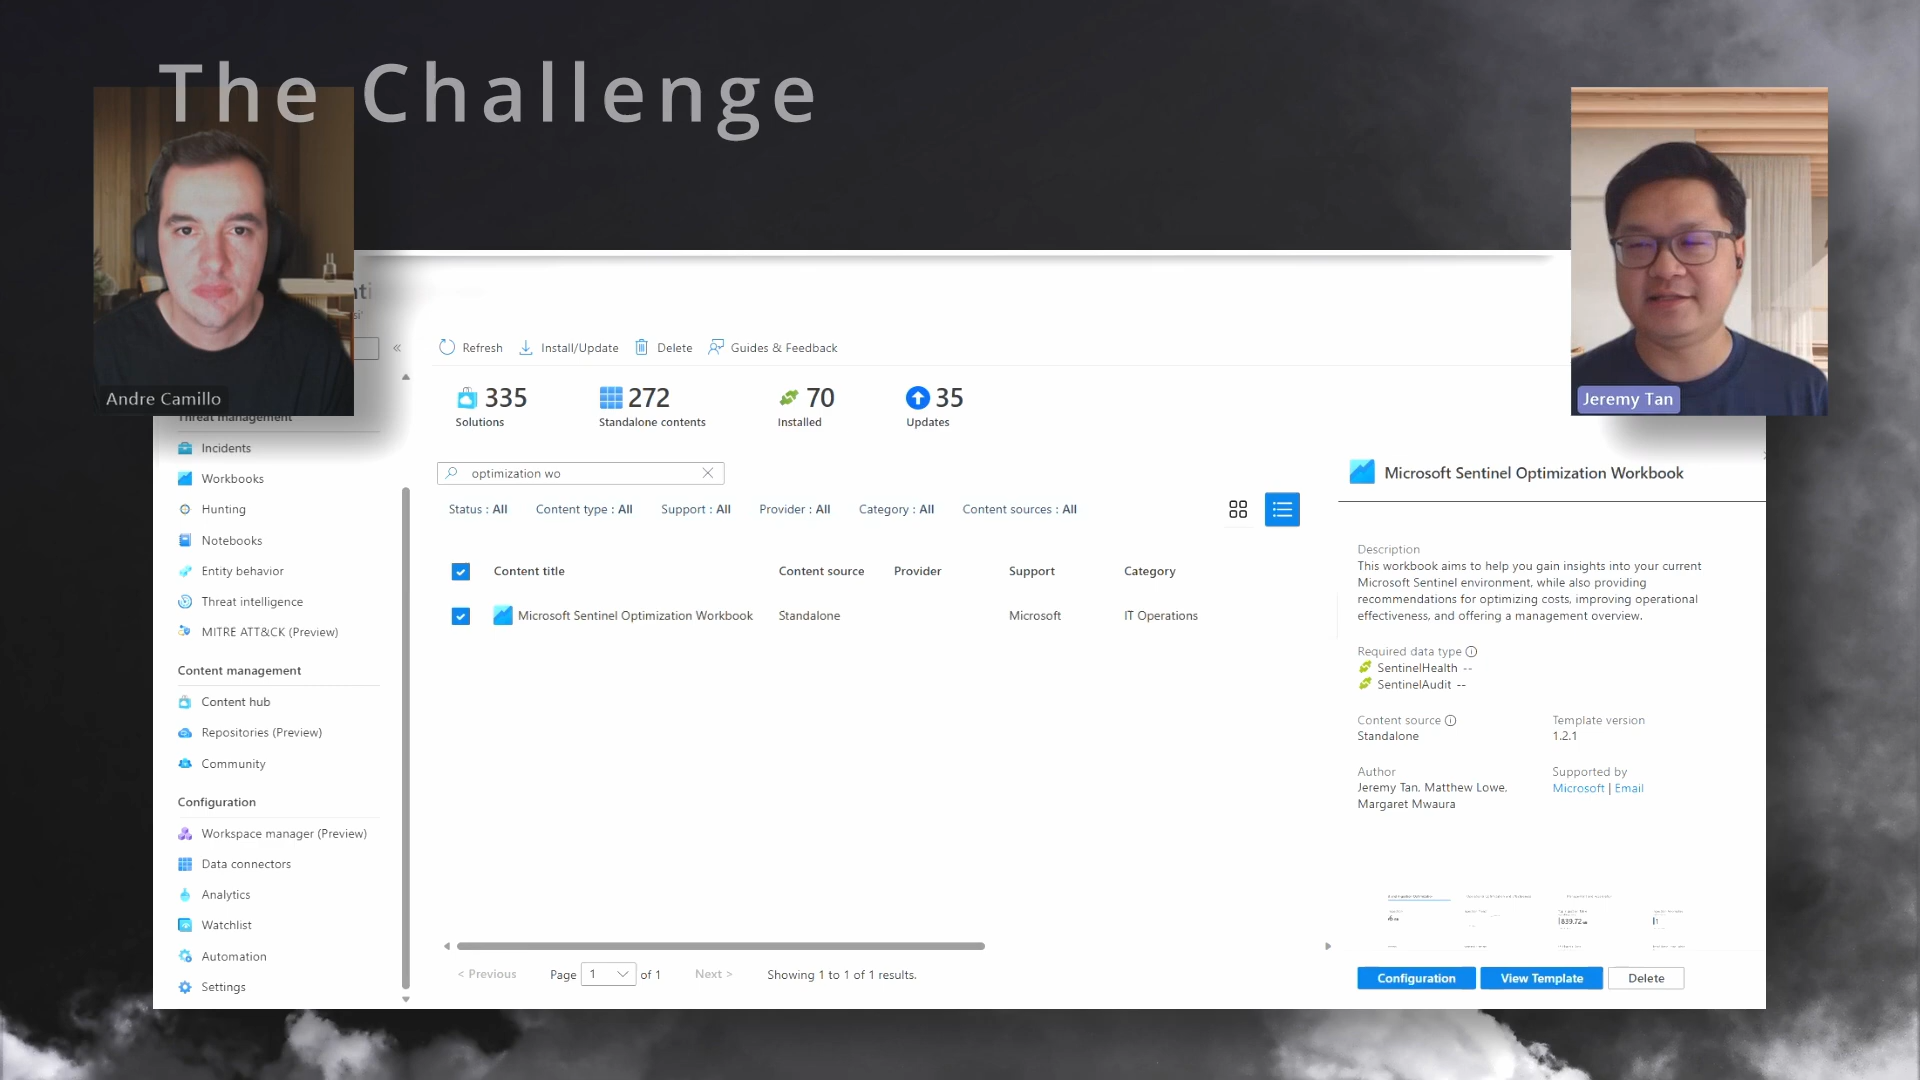 The Challenge
Andre Camillo
Jeremy Tan
«
Refresh
Install/Update
Delete
Guides & Feedback
335
Solutions
272
Standalone contents
70
Installed
35
Updates
Threat management
Incidents
Workbooks
Hunting
Notebooks
Entity behavior
Threat intelligence
MITRE ATT&CK (Preview)
Content management
Content hub
Repositories (Preview)
Community
Configuration
Workspace manager (Preview)
Data connectors
Analytics
Watchlist
Automation
Settings
optimization wo
Status : All
Content type : All
Support : All
Provider : All
Category : All
Content sources : All
Content title
Content source
Provider
Support
Category
Microsoft Sentinel Optimization Workbook
Standalone
Microsoft
IT Operations
< Previous
Page 1 of 1
Next >
Showing 1 to 1 of 1 results.
Microsoft Sentinel Optimization Workbook
Description
This workbook aims to help you gain insights into your current
Microsoft Sentinel environment, while also providing
recommendations for optimizing costs, improving operational
effectiveness, and offering a management overview.
Required data type
SentinelHealth --
SentinelAudit --
Content source
Standalone
Template version
1.2.1
Author
Jeremy Tan, Matthew Lowe,
Margaret Mwaura
Supported by
Microsoft | Email
839.72
Configuration
View Template
Delete